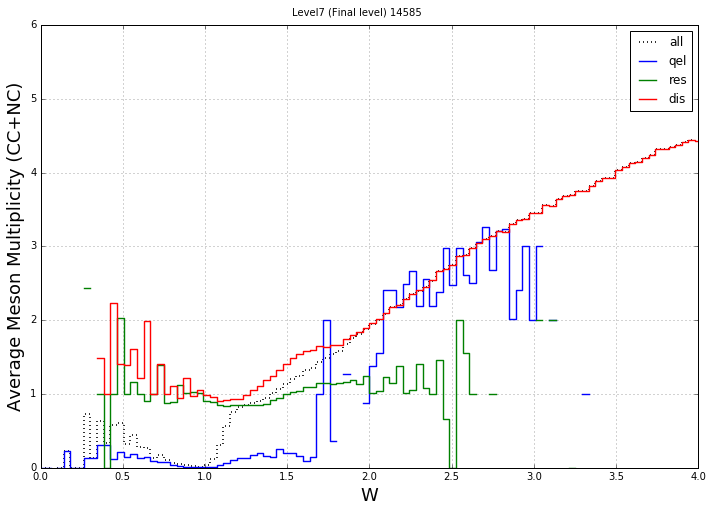 Level7 (Final level) 14585
Average Meson Multiplicity (CC+NC)
6
5
4
3
2
1
0
all
qel
res
dis
0.0 0.5 1.0 1.5 2.0 2.5 3.0 3.5 4.0
W